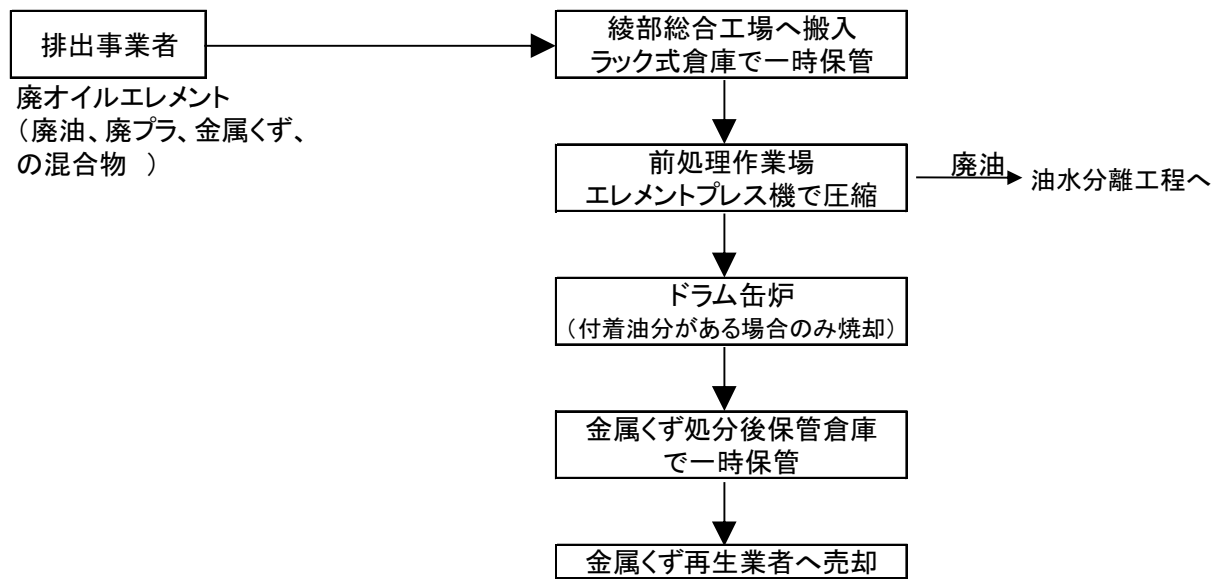 排出事業者
廃オイルエレメント
（廃油、廃プラ、金属くず、
の混合物　）
綾部総合工場へ搬入
ラック式倉庫で一時保管
前処理作業場
エレメントプレス機で圧縮
廃油
油水分離工程へ
ドラム缶炉
（付着油分がある場合のみ焼却）
金属くず処分後保管倉庫
で一時保管
金属くず再生業者へ売却